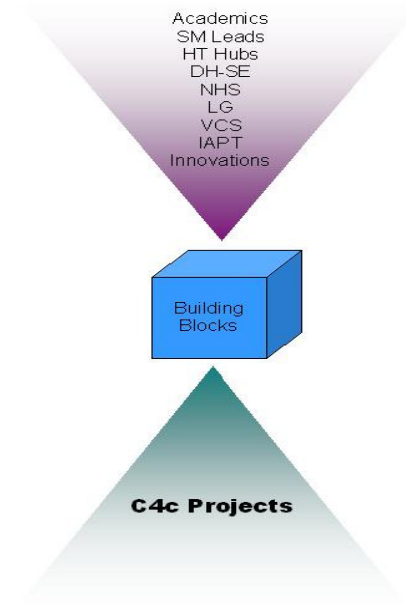 Academics
SM Leads
HT Hubs
DH-SE
NHS
LG
VCS
IAPT
Innovations
Building
Blocks
C4c Projects